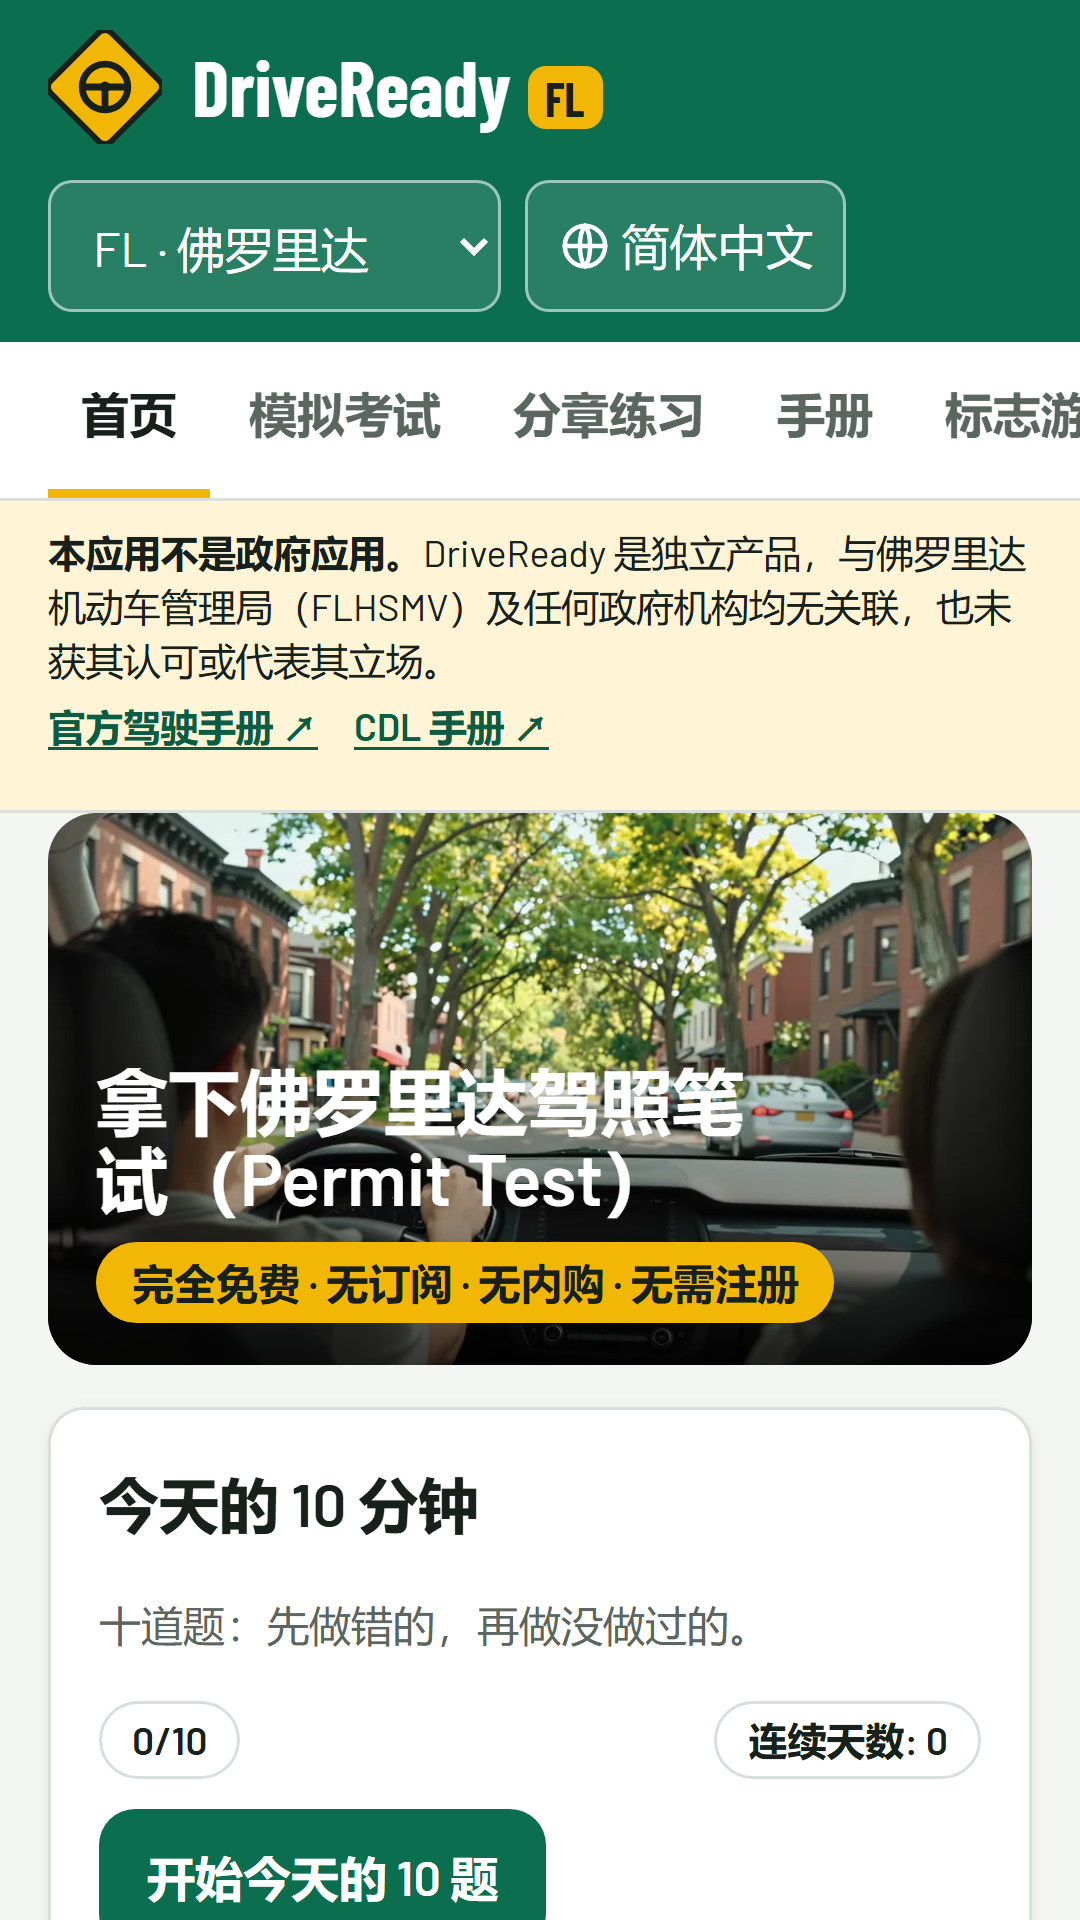 DriveReady FL
FL · 佛罗里达
简体中文
首页 模拟考试 分章练习 手册 标志游
本应用不是政府应用。DriveReady 是独立产品，与佛罗里达
机动车管理局（FLHSMV）及任何政府机构均无关联，也未
获其认可或代表其立场。
官方驾驶手册 ↗ CDL 手册 ↗
拿下佛罗里达驾照笔
试（Permit Test）
完全免费 · 无订阅 · 无内购 · 无需注册
今天的 10 分钟
十道题：先做错的，再做没做过的。
0/10
连续天数: 0
开始今天的 10 题